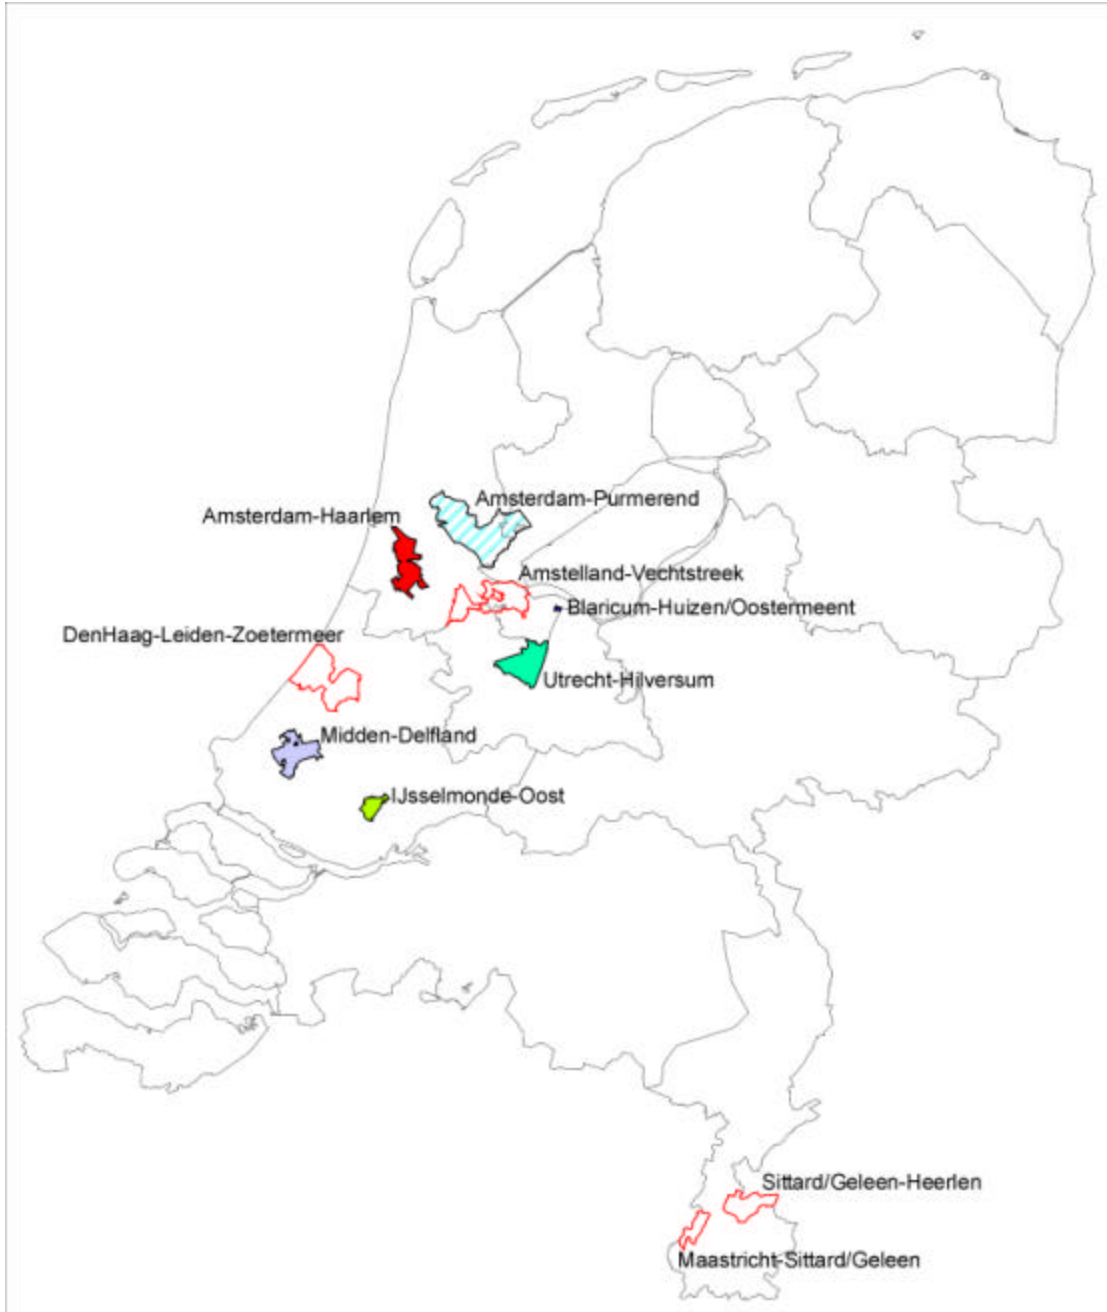 Amsterdam-Purmerend
Amsterdam-Haarlem
Amstelland-Vechtstreek
Blaricum-Huizen/Oostermeent
DenHaag-Leiden-Zoetermeer
Utrecht-Hilversum
Midden-Delfland
IJsselmonde-Oost
Sittard/Geleen-Heerlen
Maastricht-Sittard/Geleen